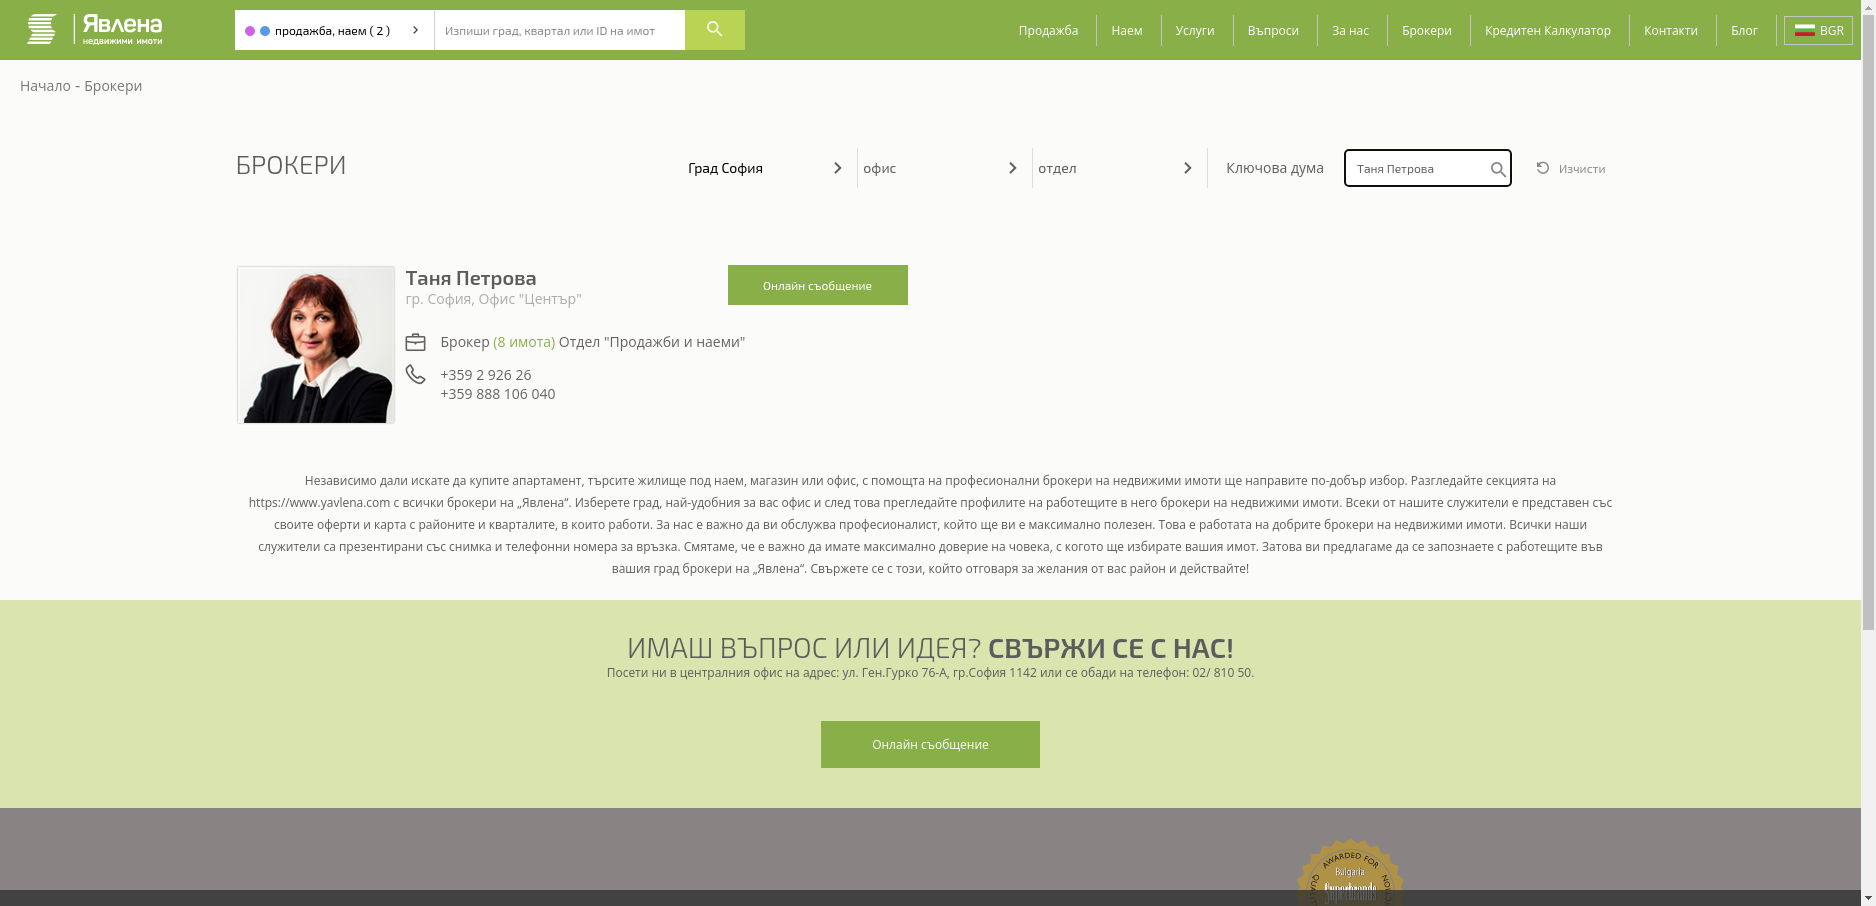 Явлена
недвижими имоти
продажба, наем ( 2 )
Изпиши град, квартал или ID на имот
Продажба
Наем
Услуги
Въпроси
За нас
Брокери
Кредитен Калкулатор
Контакти
Блог
BGR
Начало - Брокери
БРОКЕРИ
Град София
офис
отдел
Ключова дума
Таня Петрова
Изчисти
Таня Петрова
гр. София, Офис "Център"
Онлайн съобщение
Брокер (8 имота) Отдел "Продажби и наеми"
+359 2 926 26
+359 888 106 040
Независимо дали искате да купите апартамент, търсите жилище под наем, магазин или офис, с помощта на професионални брокери на недвижими имоти ще направите по-добър избор. Разгледайте секцията на
https://www.yavlena.com с всички брокери на „Явлена“. Изберете град, най-удобния за вас офис и след това прегледайте профилите на работещите в него брокери на недвижими имоти. Всеки от нашите служители е представен със
своите оферти и карта с районите и кварталите, в които работи. За нас е важно да ви обслужва професионалист, който ще ви е максимално полезен. Това е работата на добрите брокери на недвижими имоти. Всички наши
служители са презентирани със снимка и телефонни номера за връзка. Смятаме, че е важно да имате максимално доверие на човека, с когото ще избирате вашия имот. Затова ви предлагаме да се запознаете с работещите във
вашия град брокери на „Явлена“. Свържете се с този, който отговаря за желания от вас район и действайте!
ИМАШ ВЪПРОС ИЛИ ИДЕЯ? СВЪРЖИ СЕ С НАС!
Посети ни в централния офис на адрес: ул. Ген.Гурко 76-А, гр.София 1142 или се обади на телефон: 02/ 810 50.
Онлайн съобщение
AWARDED FOR
Bulgaria
Superbrands